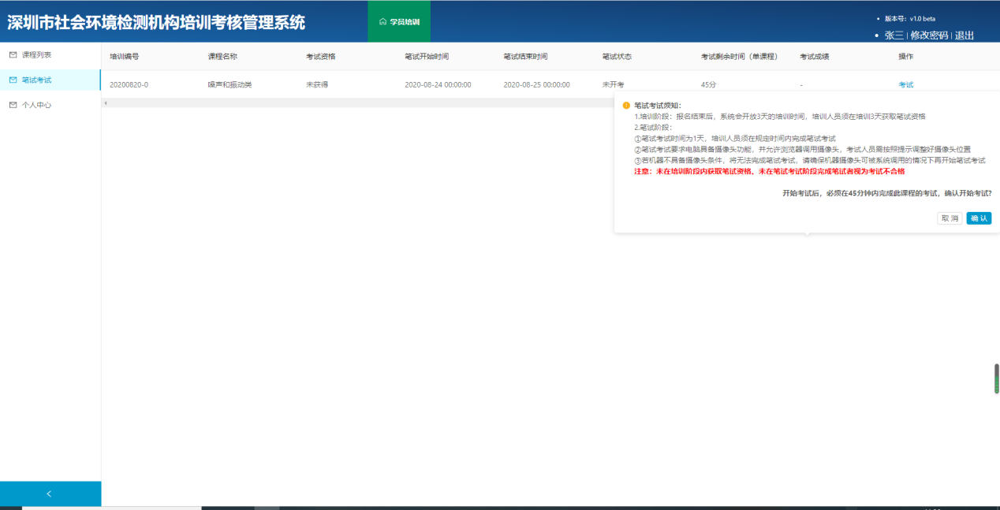 深圳市社会环境检测机构培训考核管理系统
学员培训
• 版本号：v1.0 beta
• 张三 | 修改密码 | 退出
课程列表
笔试考试
个人中心
培训编号 课程名称 考试资格 笔试开始时间 笔试结束时间 笔试状态 考试剩余时间（单课程） 考试成绩 操作
20200820-0 噪声和振动类 未获得 2020-08-24 00:00:00 2020-08-25 00:00:00 未开考 45分 - 考试
笔试考试须知：
1.培训阶段：报名结束后，系统会开放3天的培训时间，培训人员须在培训3天获取笔试资格
2.笔试阶段：
①笔试考试时间为1天，培训人员须在规定时间内完成笔试考试
②笔试考试要求电脑具备摄像头功能，并允许浏览器调用摄像头，考试人员需按照提示调整好摄像头位置
③若机器不具备摄像头条件，将无法完成笔试考试，请确保机器摄像头可被系统调用的情况下再开始笔试考试
注意：未在培训阶段内获取笔试资格、未在笔试考试阶段完成笔试者视为考试不合格
开始考试后，必须在45分钟内完成此课程的考试，确认开始考试?
取 消 确 认